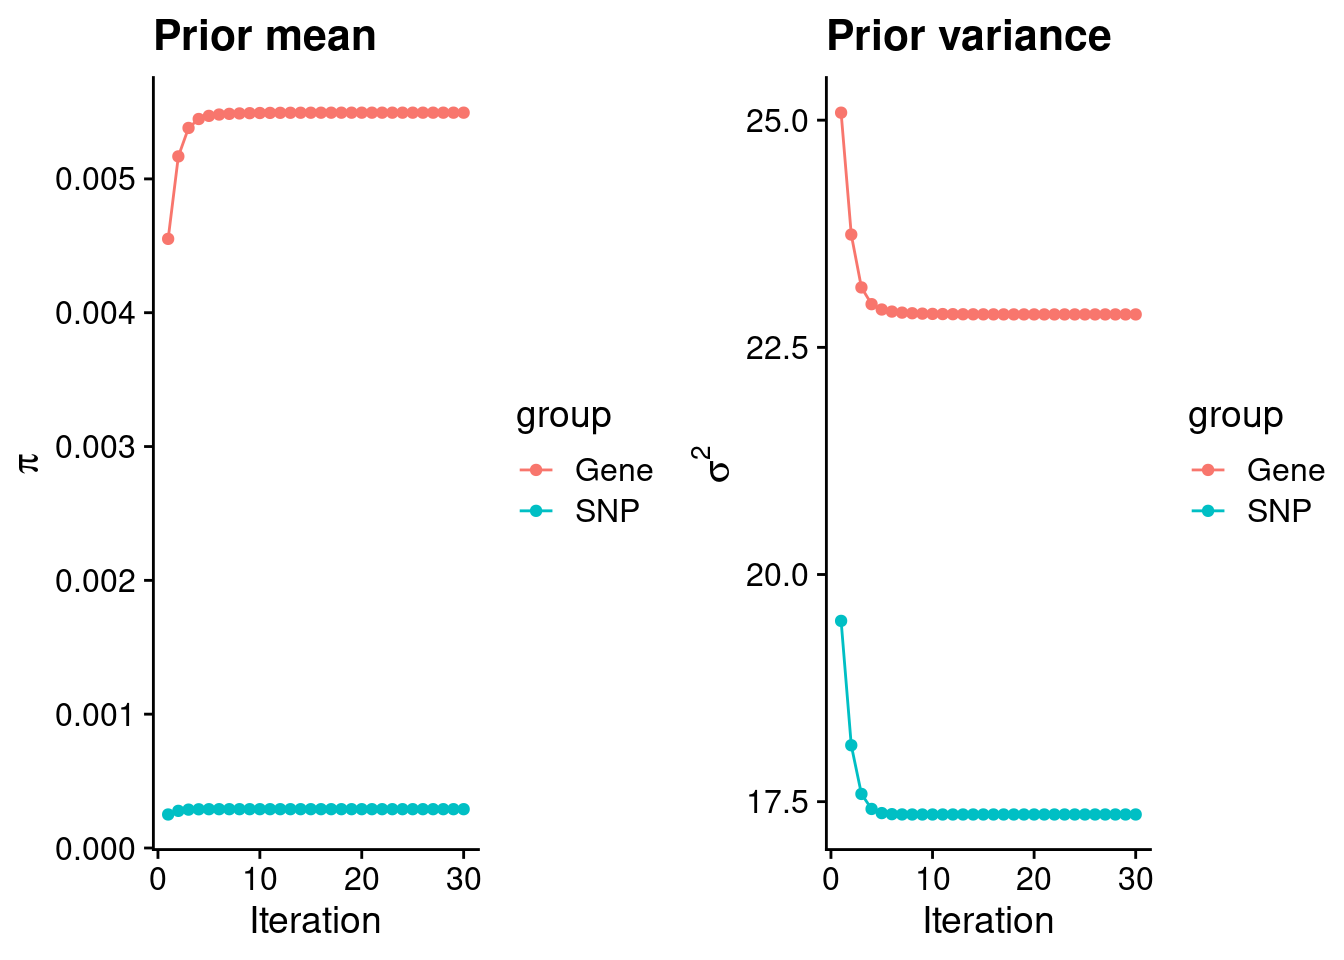 Prior mean
π
0.005
0.004
0.003
0.002
0.001
0.000
0 10 20 30
Iteration
group
Gene
SNP
Prior variance
σ²
25.0
22.5
20.0
17.5
0 10 20 30
Iteration
group
Gene
SNP